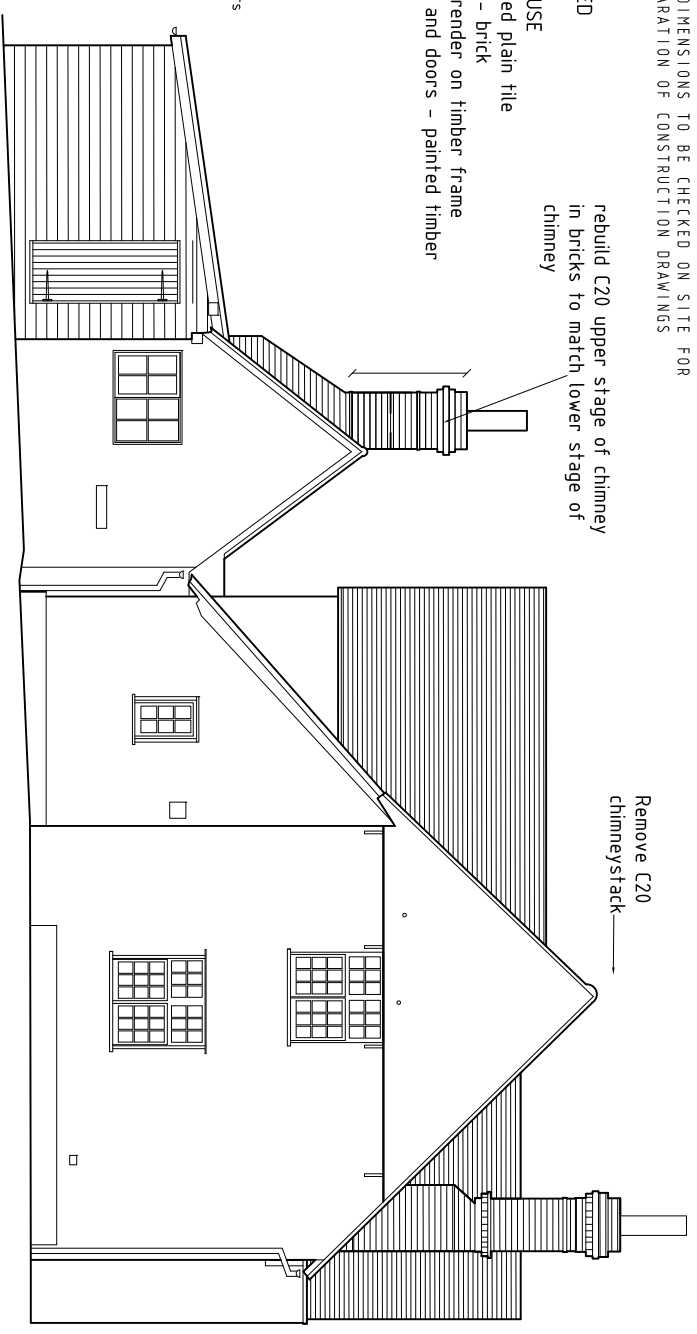 DIMENSIONS TO BE CHECKED ON SITE FOR
ARATION OF CONSTRUCTION DRAWINGS
ED
USE
ed plain tile
- brick
render on timber frame
and doors - painted timber
rebuild C20 upper stage of chimney
in bricks to match lower stage of
chimney
Remove C20
chimneystack
s